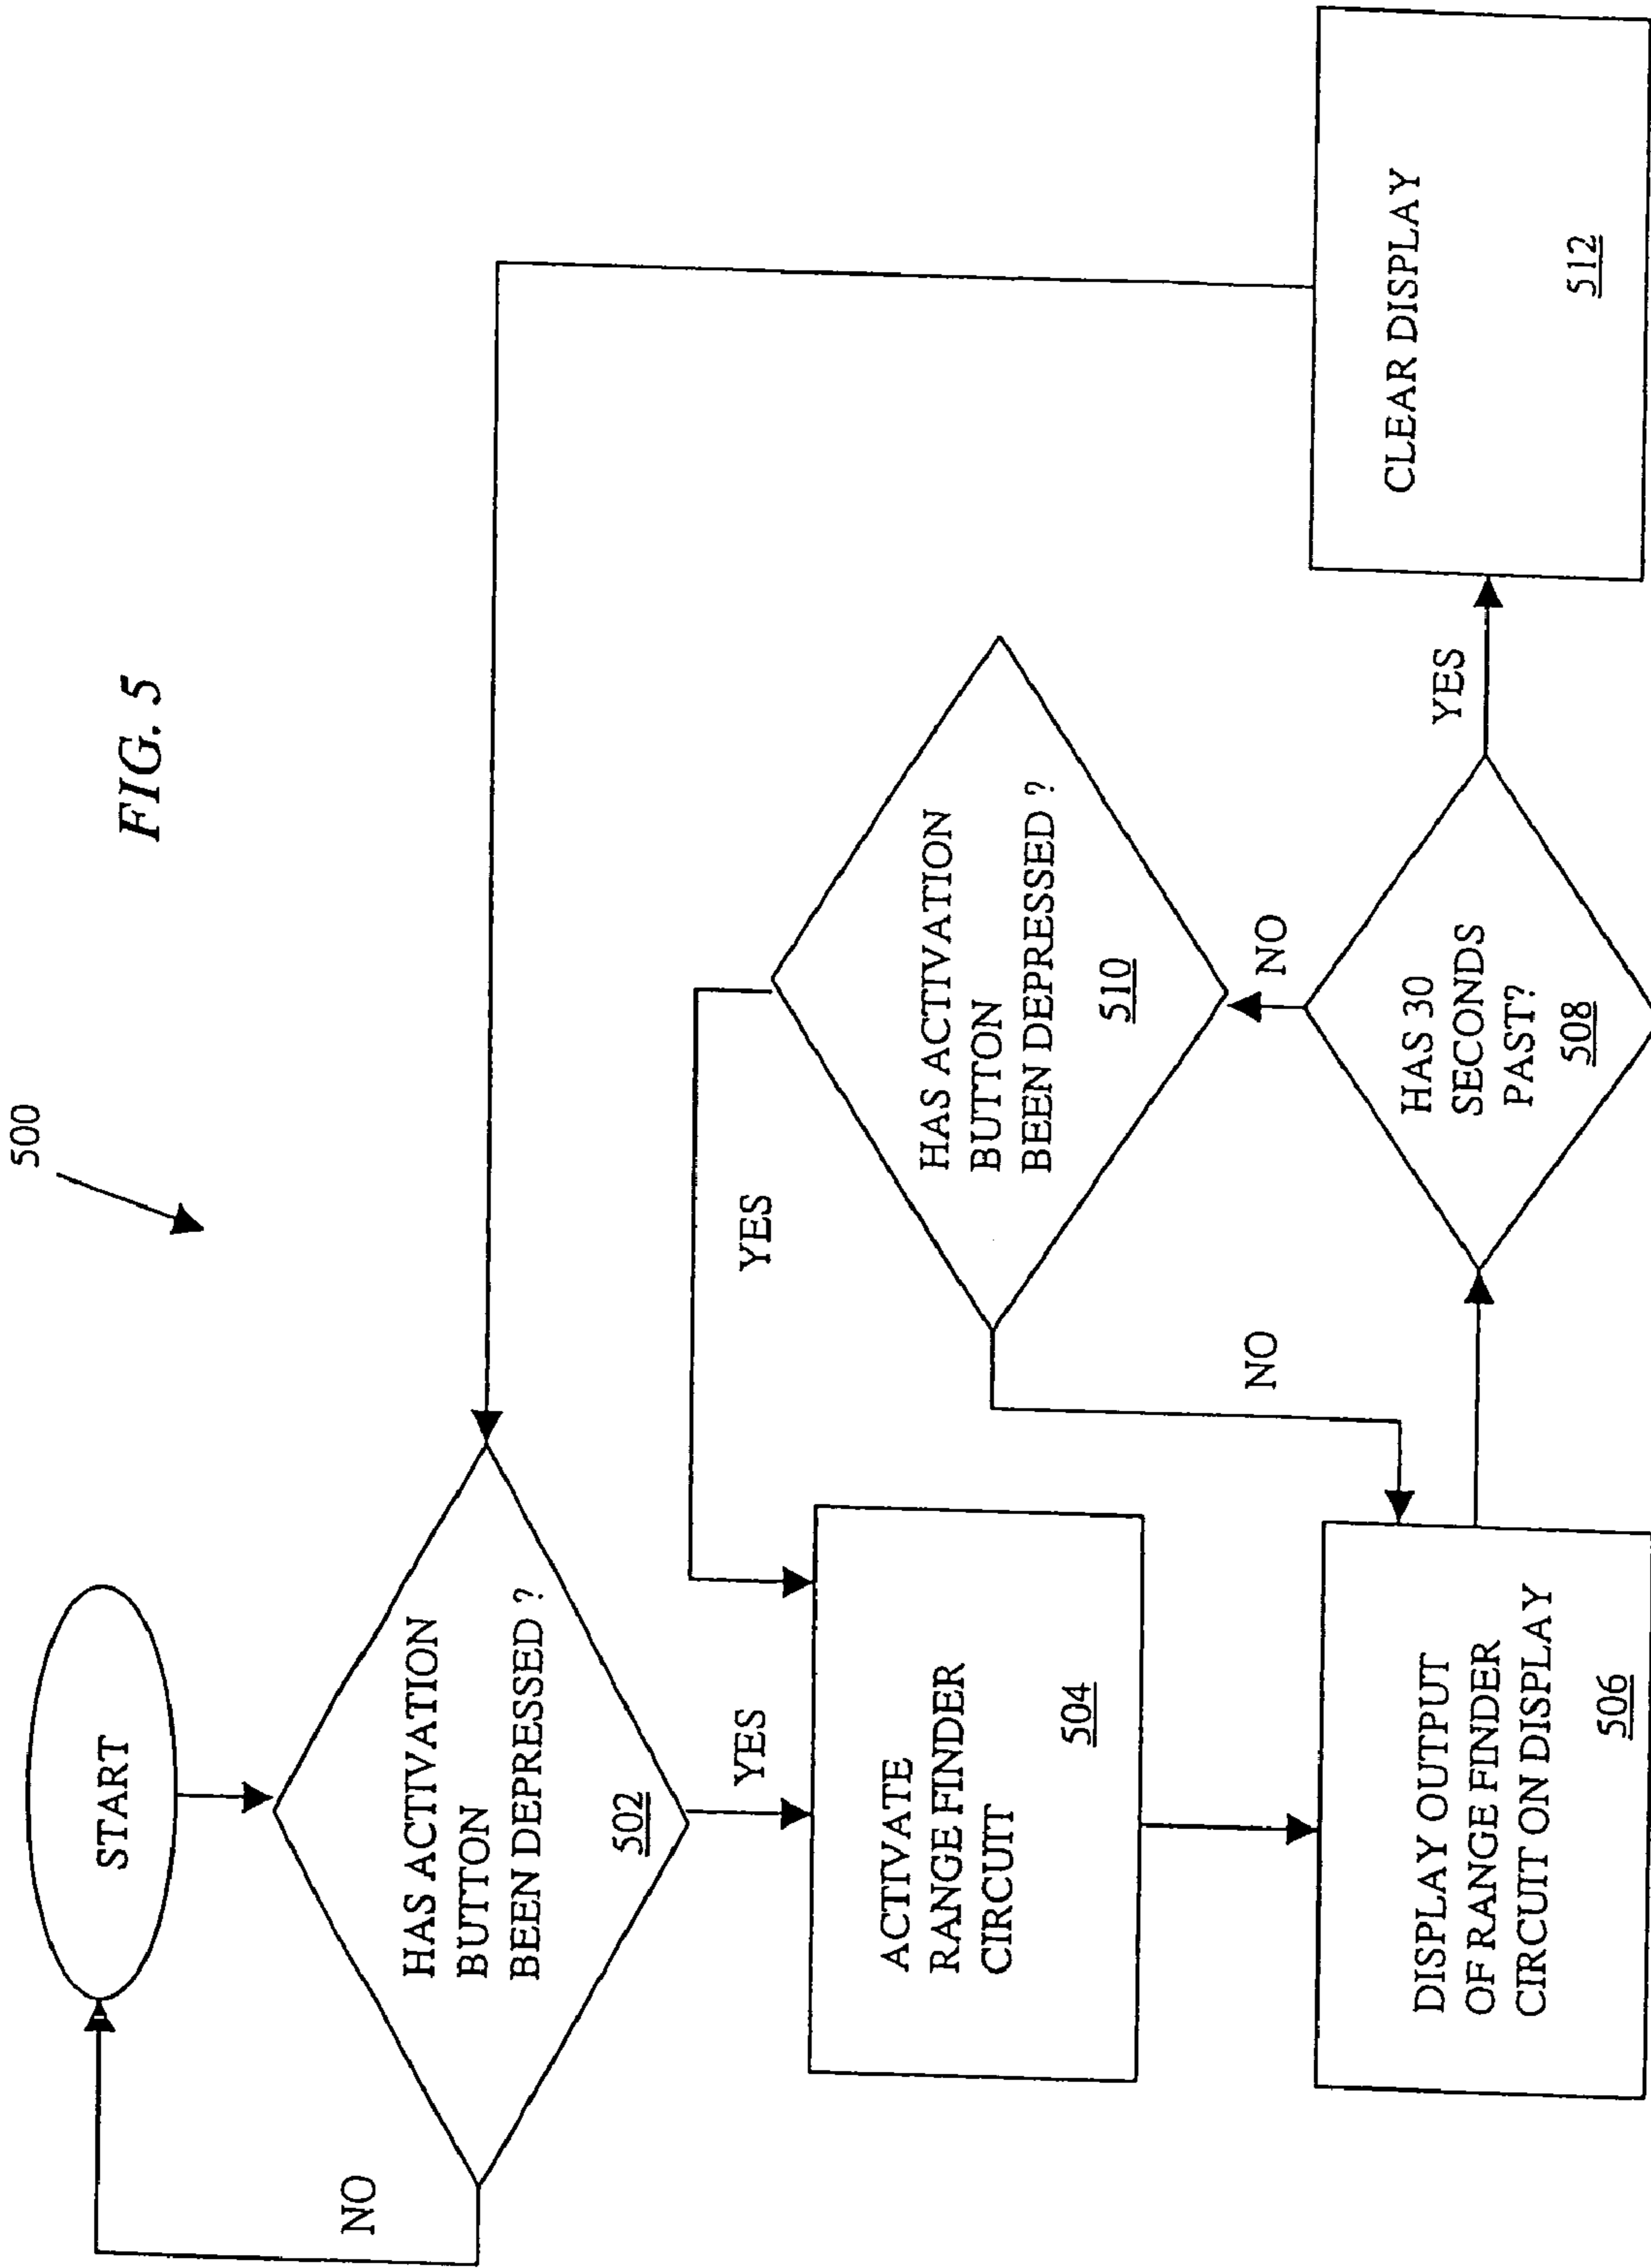 500
FIG. 5
START
NO
HAS ACTIVATION
BUTTON
BEEN DEPRESSED ?
502
YES
ACTIVATE
RANGE FINDER
CIRCUIT
504
YES
HAS ACTIVATION
BUTTON
BEEN DEPRESSED ?
510
NO
NO
DISPLAY OUTPUT
OF RANGE FINDER
CIRCUIT ON DISPLAY
506
HAS 30
SECONDS
PAST?
508
YES
CLEAR DISPLAY
512